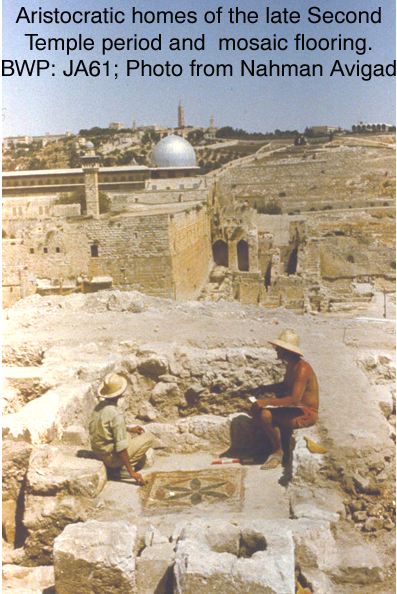 Aristocratic homes of the late Second
Temple period and mosaic flooring.
BWP: JA61; Photo from Nahman Avigad